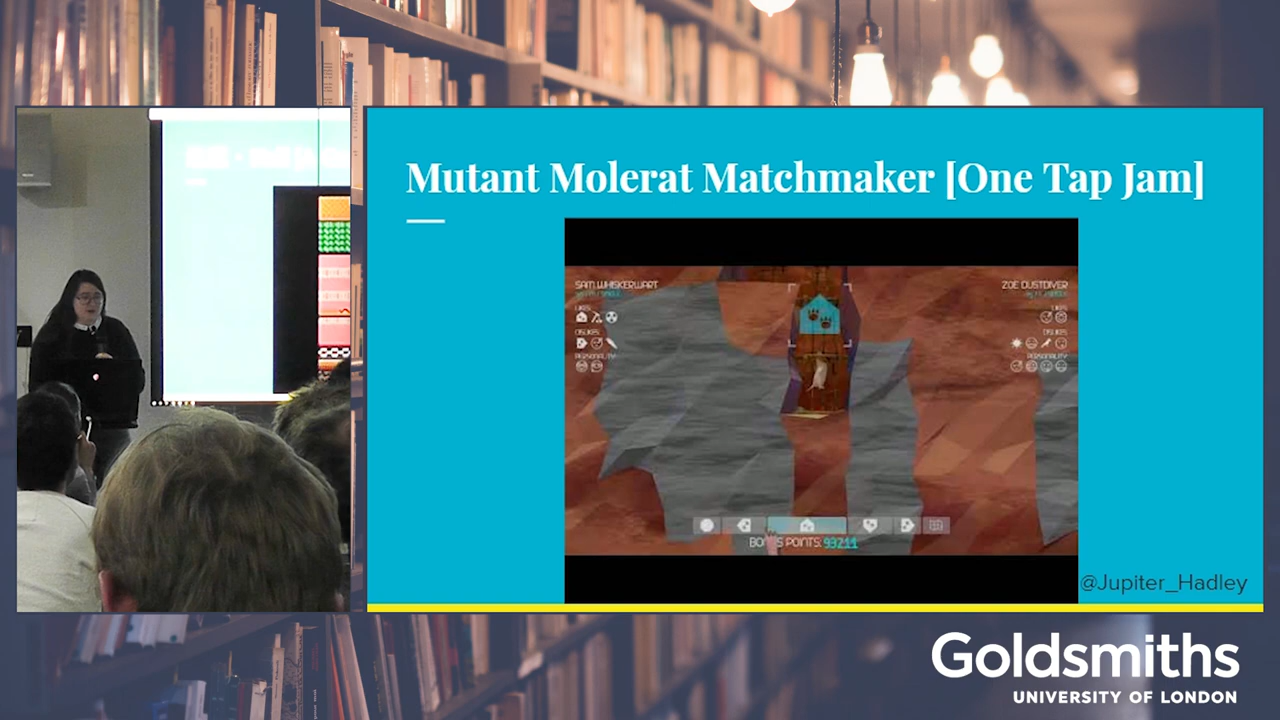 Mutant Molerat Matchmaker [One Tap Jam]
SAM WHISKERWART
ZOE DUSTDIVER
LIKES
LIKES
DISLIKES
DISLIKES
PERSONALITY
PERSONALITY
BONUS POINTS: 93211
@Jupiter_Hadley
Goldsmiths
UNIVERSITY OF LONDON